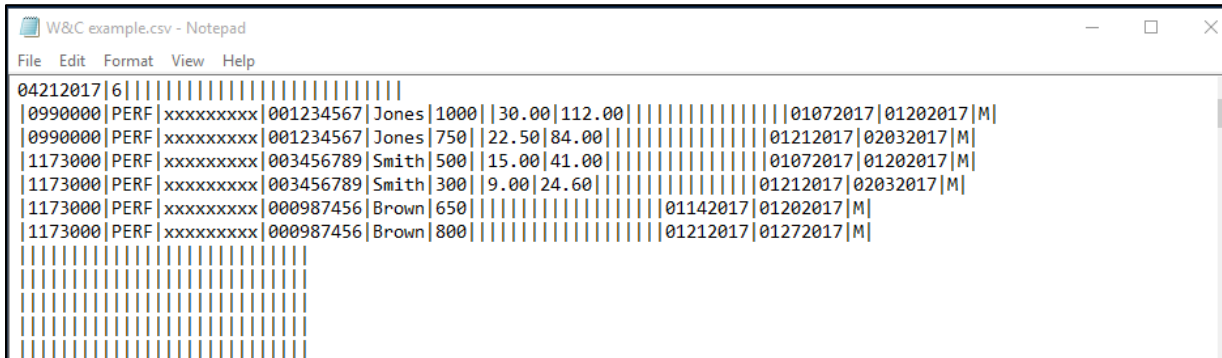 W&C example.csv - Notepad
File Edit Format View Help
04212017|6|||||||||||||||||||||||||||
|0990000|PERF|xxxxxxxxx|001234567|Jones|1000||30.00|112.00||||||||||||||||01072017|01202017|M|
|0990000|PERF|xxxxxxxxx|001234567|Jones|750||22.50|84.00||||||||||||||||01212017|02032017|M|
|1173000|PERF|xxxxxxxxx|003456789|Smith|500||15.00|41.00||||||||||||||||01072017|01202017|M|
|1173000|PERF|xxxxxxxxx|003456789|Smith|300||9.00|24.60||||||||||||||||01212017|02032017|M|
|1173000|PERF|xxxxxxxxx|000987456|Brown|650|||||||||||||||||||01142017|01202017|M|
|1173000|PERF|xxxxxxxxx|000987456|Brown|800|||||||||||||||||||01212017|01272017|M|
||||||||||||||||||||||||||||
||||||||||||||||||||||||||||
||||||||||||||||||||||||||||
||||||||||||||||||||||||||||
||||||||||||||||||||||||||||